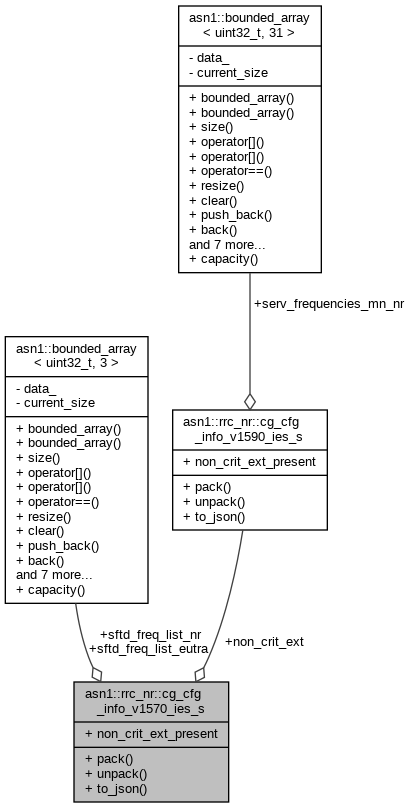 asn1::bounded_array
< uint32_t, 31 >
- data_
- current_size
+ bounded_array()
+ bounded_array()
+ size()
+ operator[]()
+ operator[]()
+ operator==()
+ resize()
+ clear()
+ push_back()
+ back()
and 7 more...
+ capacity()
+serv_frequencies_mn_nr
asn1::bounded_array
< uint32_t, 3 >
- data_
- current_size
+ bounded_array()
+ bounded_array()
+ size()
+ operator[]()
+ operator[]()
+ operator==()
+ resize()
+ clear()
+ push_back()
+ back()
and 7 more...
+ capacity()
asn1::rrc_nr::cg_cfg
_info_v1590_ies_s
+ non_crit_ext_present
+ pack()
+ unpack()
+ to_json()
+sftd_freq_list_nr
+sftd_freq_list_eutra
+non_crit_ext
asn1::rrc_nr::cg_cfg
_info_v1570_ies_s
+ non_crit_ext_present
+ pack()
+ unpack()
+ to_json()